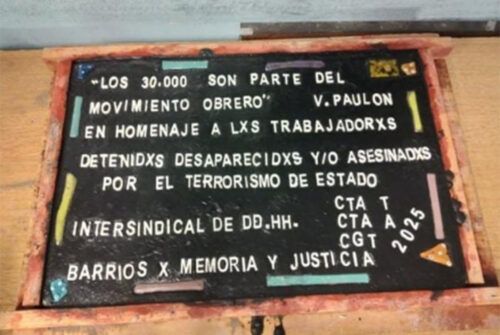 "LOS 30.000 SON PARTE DEL
MOVIMIENTO OBRERO" V. PAULON
EN HOMENAJE A LXS TRABAJADORXS
DETENIDXS DESAPARECIDXS Y/O ASESINADXS
POR EL TERRORISMO DE ESTADO
INTERSINDICAL DE DD.HH.
CTA T
CTA A
CGT
2025
BARRIOS X MEMORIA Y JUSTICIA